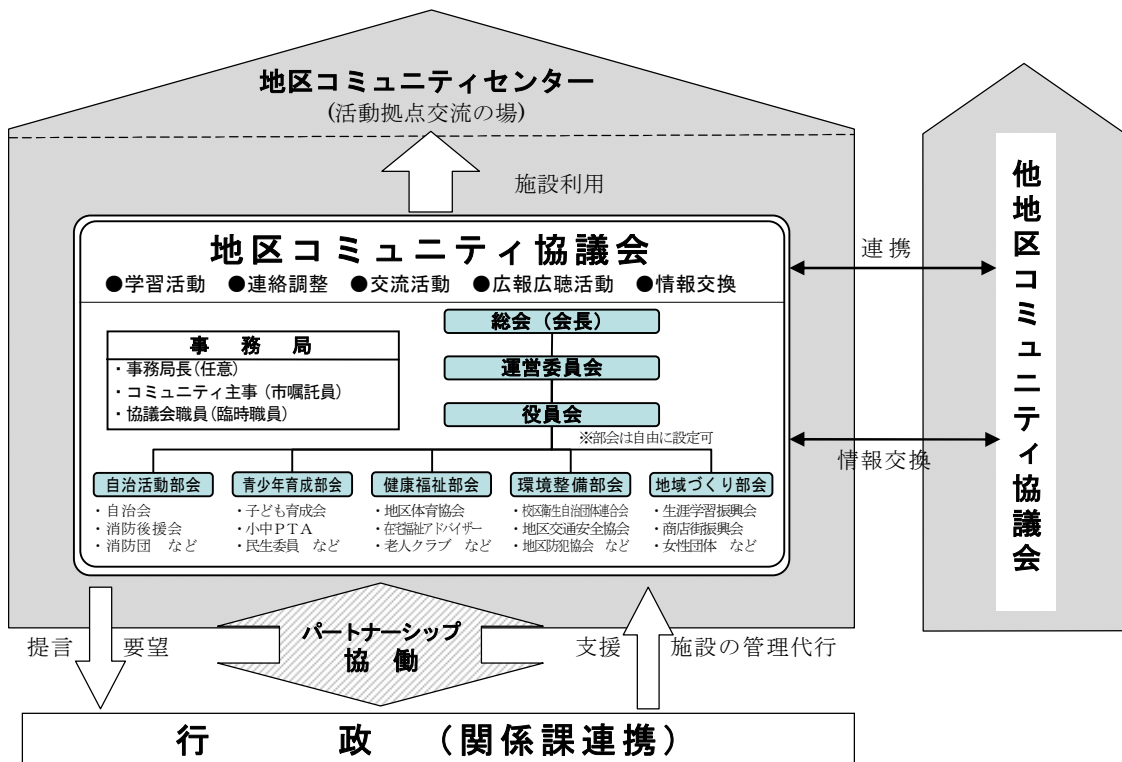 地区コミュニティセンター
(活動拠点交流の場)
施設利用
地区コミュニティ協議会
●学習活動 ●連絡調整 ●交流活動 ●広報広聴活動 ●情報交換
総会（会長）
事務局
・事務局長(任意)
・コミュニティ主事（市嘱託員）
・協議会職員(臨時職員)
運営委員会
役員会
※部会は自由に設定可
自治活動部会
・自治会
・消防後援会
・消防団 など
青少年育成部会
・子ども育成会
・小中ＰＴＡ
・民生委員 など
健康福祉部会
・地区体育協会
・在宅福祉アドバイザー
・老人クラブ など
環境整備部会
・校区衛生自治団体連合会
・地区交通安全協会
・地区防犯協会 など
地域づくり部会
・生涯学習振興会
・商店街振興会
・女性団体 など
連携
情報交換
他地区コミュニティ協議会
提言 要望
パートナーシップ
協働
支援 施設の管理代行
行政（関係課連携）